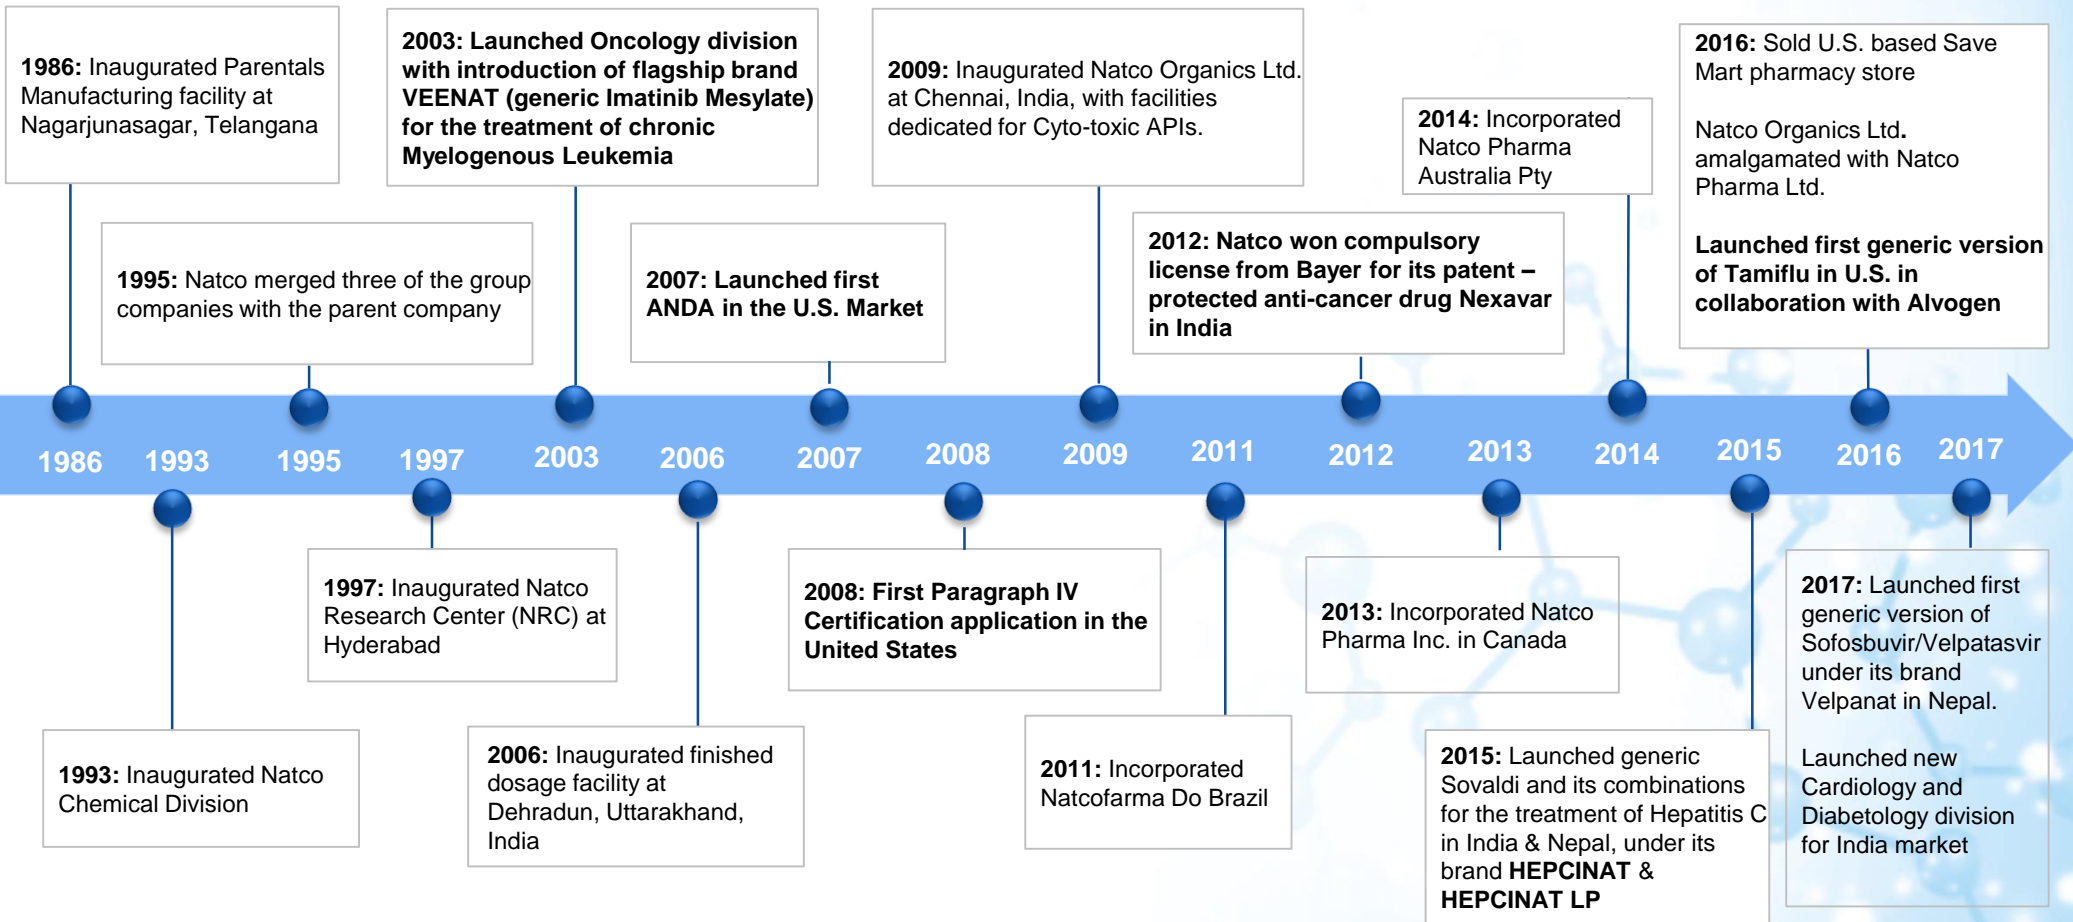 1986: Inaugurated Parentals
Manufacturing facility at
Nagarjunasagar, Telangana
2003: Launched Oncology division
with introduction of flagship brand
VEENAT (generic Imatinib Mesylate)
for the treatment of chronic
Myelogenous Leukemia
2009: Inaugurated Natco Organics Ltd.
at Chennai, India, with facilities
dedicated for Cyto-toxic APIs.
2014: Incorporated
Natco Pharma
Australia Pty
2016: Sold U.S. based Save
Mart pharmacy store
Natco Organics Ltd.
amalgamated with Natco
Pharma Ltd.
Launched first generic version
of Tamiflu in U.S. in
collaboration with Alvogen
1995: Natco merged three of the group
companies with the parent company
2007: Launched first
ANDA in the U.S. Market
2012: Natco won compulsory
license from Bayer for its patent –
protected anti-cancer drug Nexavar
in India
1986
1993
1995
1997
2003
2006
2007
2008
2009
2011
2012
2013
2014
2015
2016
2017
1997: Inaugurated Natco
Research Center (NRC) at
Hyderabad
2008: First Paragraph IV
Certification application in the
United States
2013: Incorporated Natco
Pharma Inc. in Canada
2017: Launched first
generic version of
Sofosbuvir/Velpatasvir
under its brand
Velpanat in Nepal.
Launched new
Cardiology and
Diabetology division
for India market
1993: Inaugurated Natco
Chemical Division
2006: Inaugurated finished
dosage facility at
Dehradun, Uttarakhand,
India
2011: Incorporated
Natcofarma Do Brazil
2015: Launched generic
Sovaldi and its combinations
for the treatment of Hepatitis C
in India & Nepal, under its
brand HEPCINAT &
HEPCINAT LP